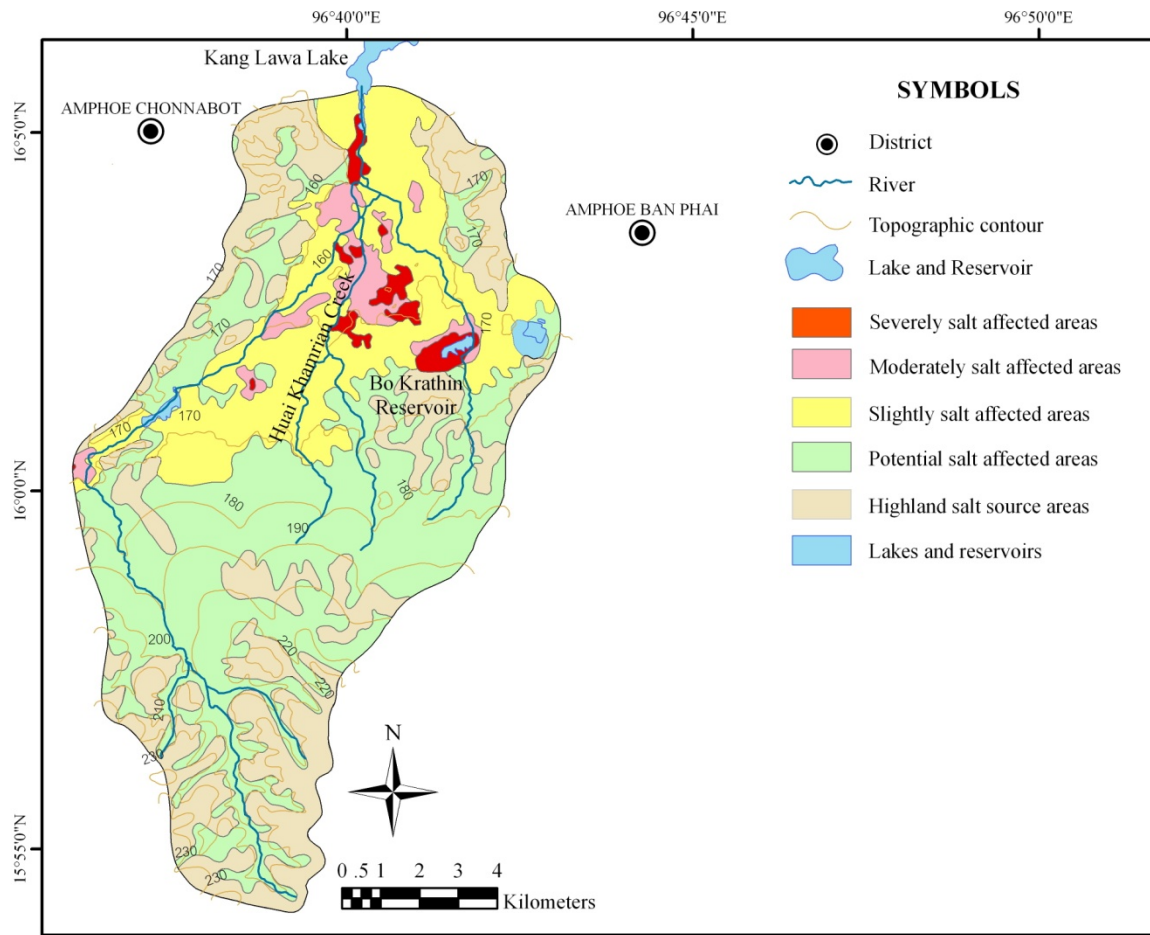 96°40'0"E
96°45'0"E
96°50'0"E
Kang Lawa Lake
AMPHOE CHONNABOT
16°5'0"N
160
170
AMPHOE BAN PHAI
170
170
160
170
170
Huai Khamrian Creek
Bo Krathin
Reservoir
170
170
16°0'0"N
180
180
190
200
220
220
210
230
230
230
15°55'0"N
N
0 .5 1 2 3 4
Kilometers
SYMBOLS
District
River
Topographic contour
Lake and Reservoir
Severely salt affected areas
Moderately salt affected areas
Slightly salt affected areas
Potential salt affected areas
Highland salt source areas
Lakes and reservoirs